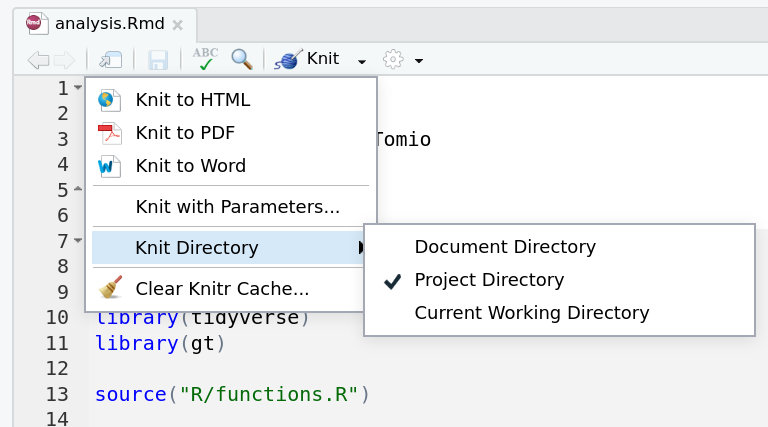 Rmd analysis.Rmd ×
ABC Knit
1
2
3 Tomio
4
5
6
7
8
9
10 library(tidyverse)
11 library(gt)
12
13 source("R/functions.R")
14
Knit to HTML
Knit to PDF
Knit to Word
Knit with Parameters...
Knit Directory
Clear Knitr Cache...
Document Directory
Project Directory
Current Working Directory